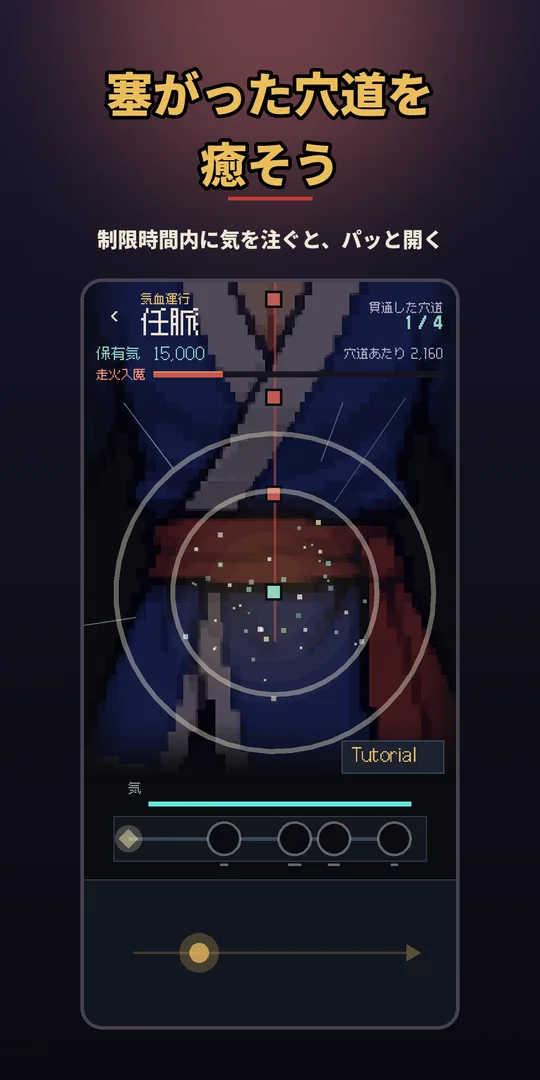 塞がった穴道を
癒そう
制限時間内に気を注ぐと、パッと開く
気血運行
任脈
貫通した穴道
1 / 4
保有気 15,000
穴道あたり 2,160
走火入魔
Tutorial
気